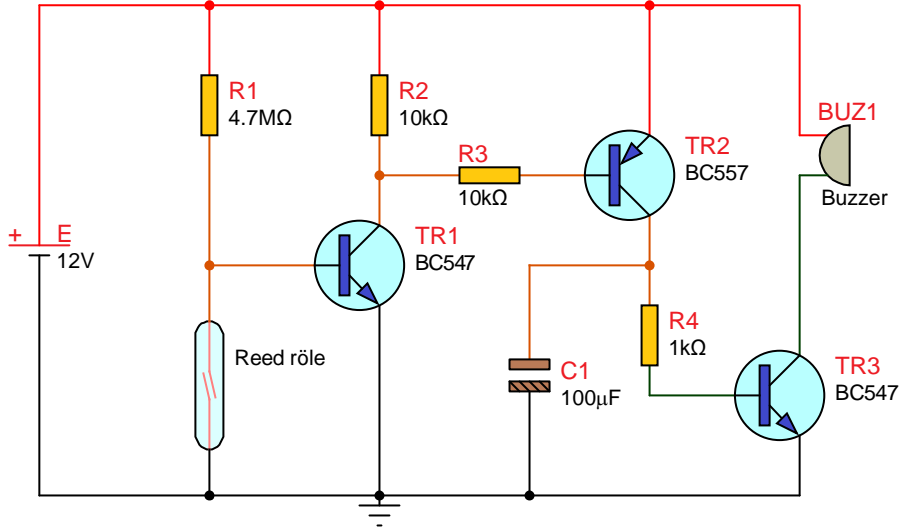 R1
4.7MΩ
R2
10kΩ
R3
10kΩ
TR2
BC557
BUZ1
Buzzer
+
E
12V
TR1
BC547
Reed röle
C1
100µF
R4
1kΩ
TR3
BC547